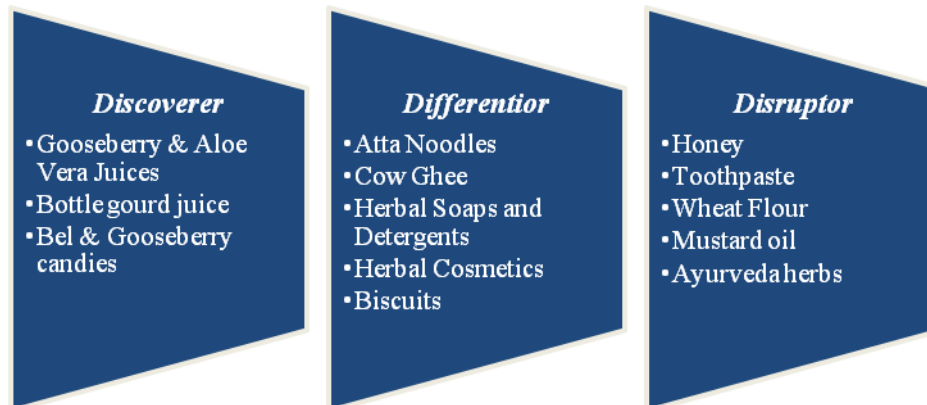 Discoverer
•Gooseberry & Aloe
Vera Juices
•Bottle gourd juice
•Bel & Gooseberry
candies
Differentior
•Atta Noodles
•Cow Ghee
•Herbal Soaps and
Detergents
•Herbal Cosmetics
•Biscuits
Disruptor
•Honey
•Toothpaste
•Wheat Flour
•Mustard oil
•Ayurveda herbs